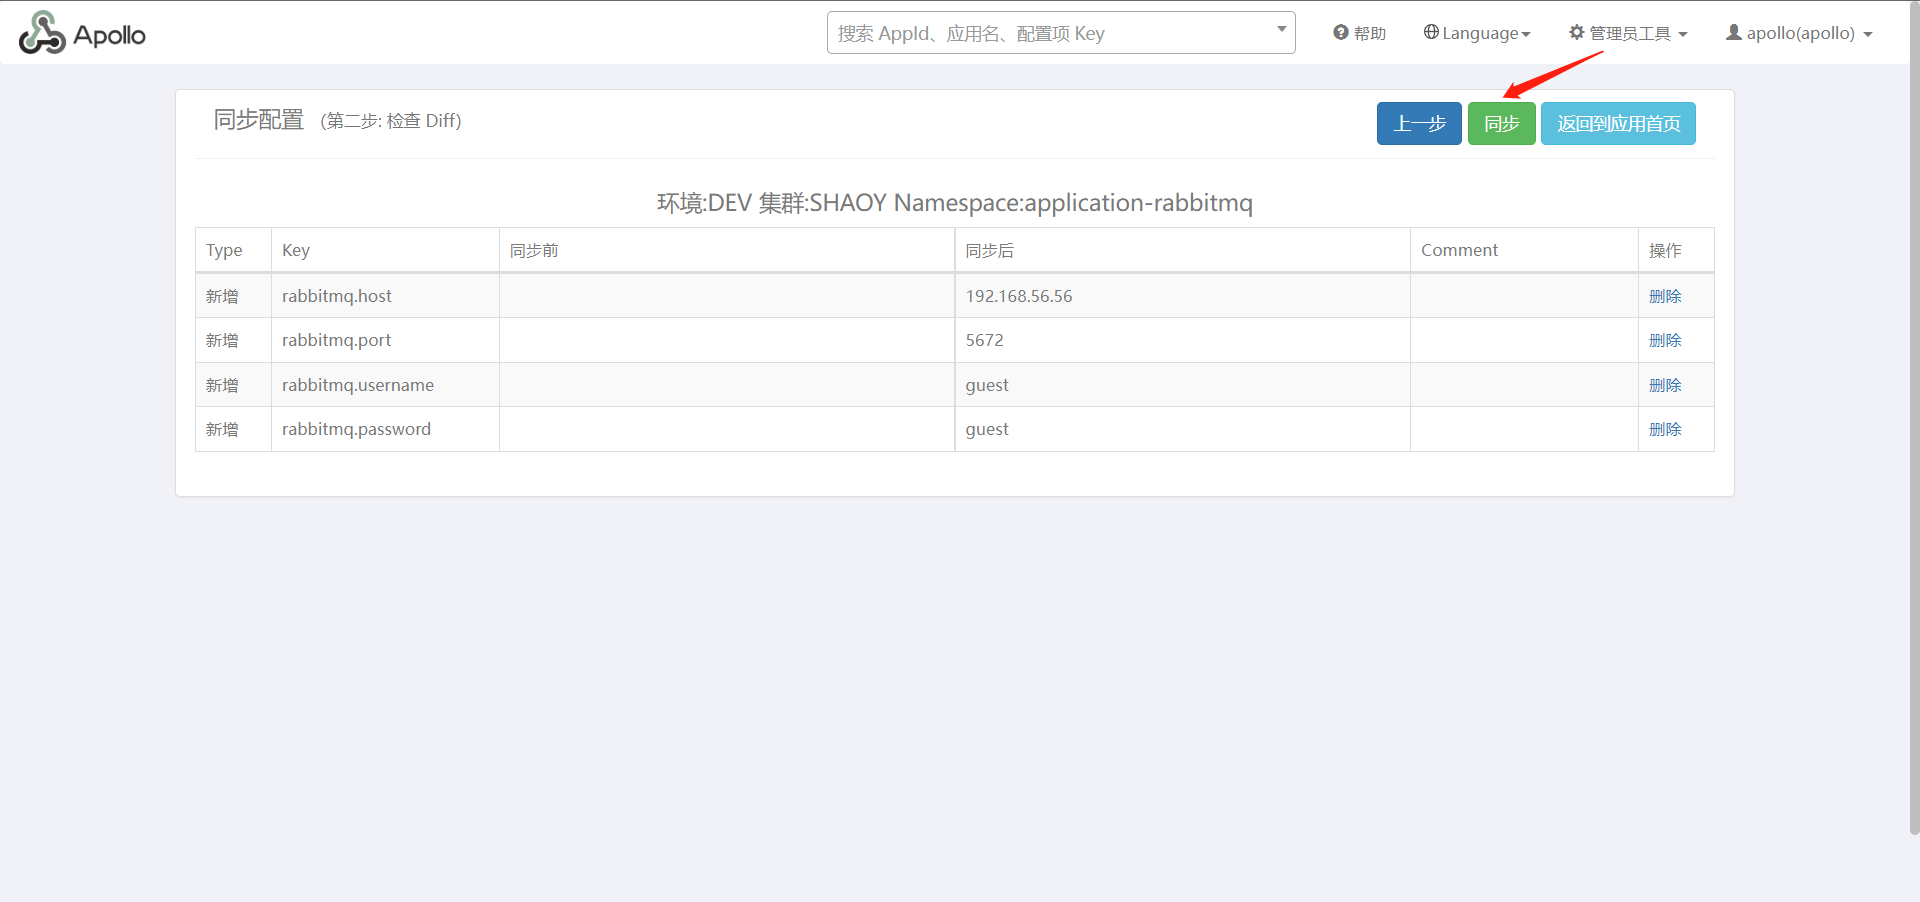 Apollo
搜索 AppId、应用名、配置项 Key
帮助
Language
管理员工具
apollo(apollo)
同步配置 (第二步: 检查 Diff)
上一步
同步
返回到应用首页
环境:DEV 集群:SHAOY Namespace:application-rabbitmq
Type Key 同步前 同步后 Comment 操作
新增 rabbitmq.host 192.168.56.56 删除
新增 rabbitmq.port 5672 删除
新增 rabbitmq.username guest 删除
新增 rabbitmq.password guest 删除